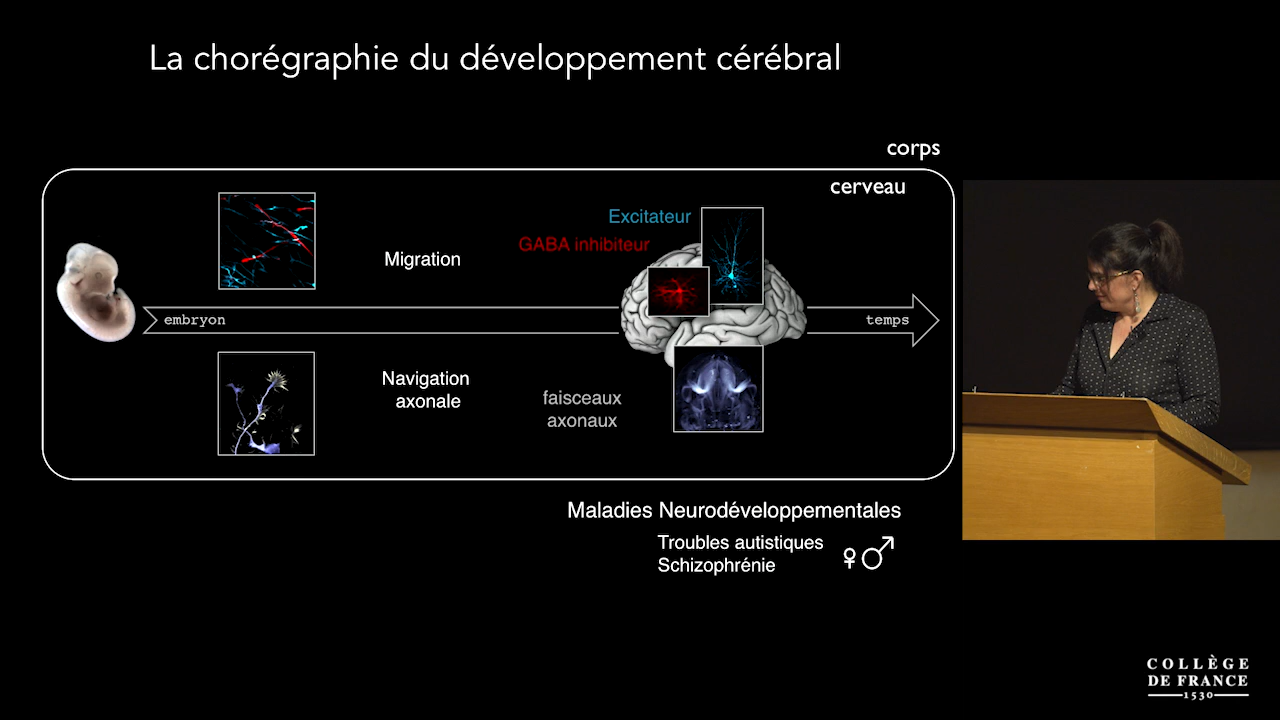 La chorégraphie du développement cérébral
corps
cerveau
Excitateur
GABA inhibiteur
Migration
embryon
temps
Navigation
axonale
faisceaux
axonaux
Maladies Neurodéveloppementales
Troubles autistiques
Schizophrénie
COLLÈGE
DE FRANCE
1530